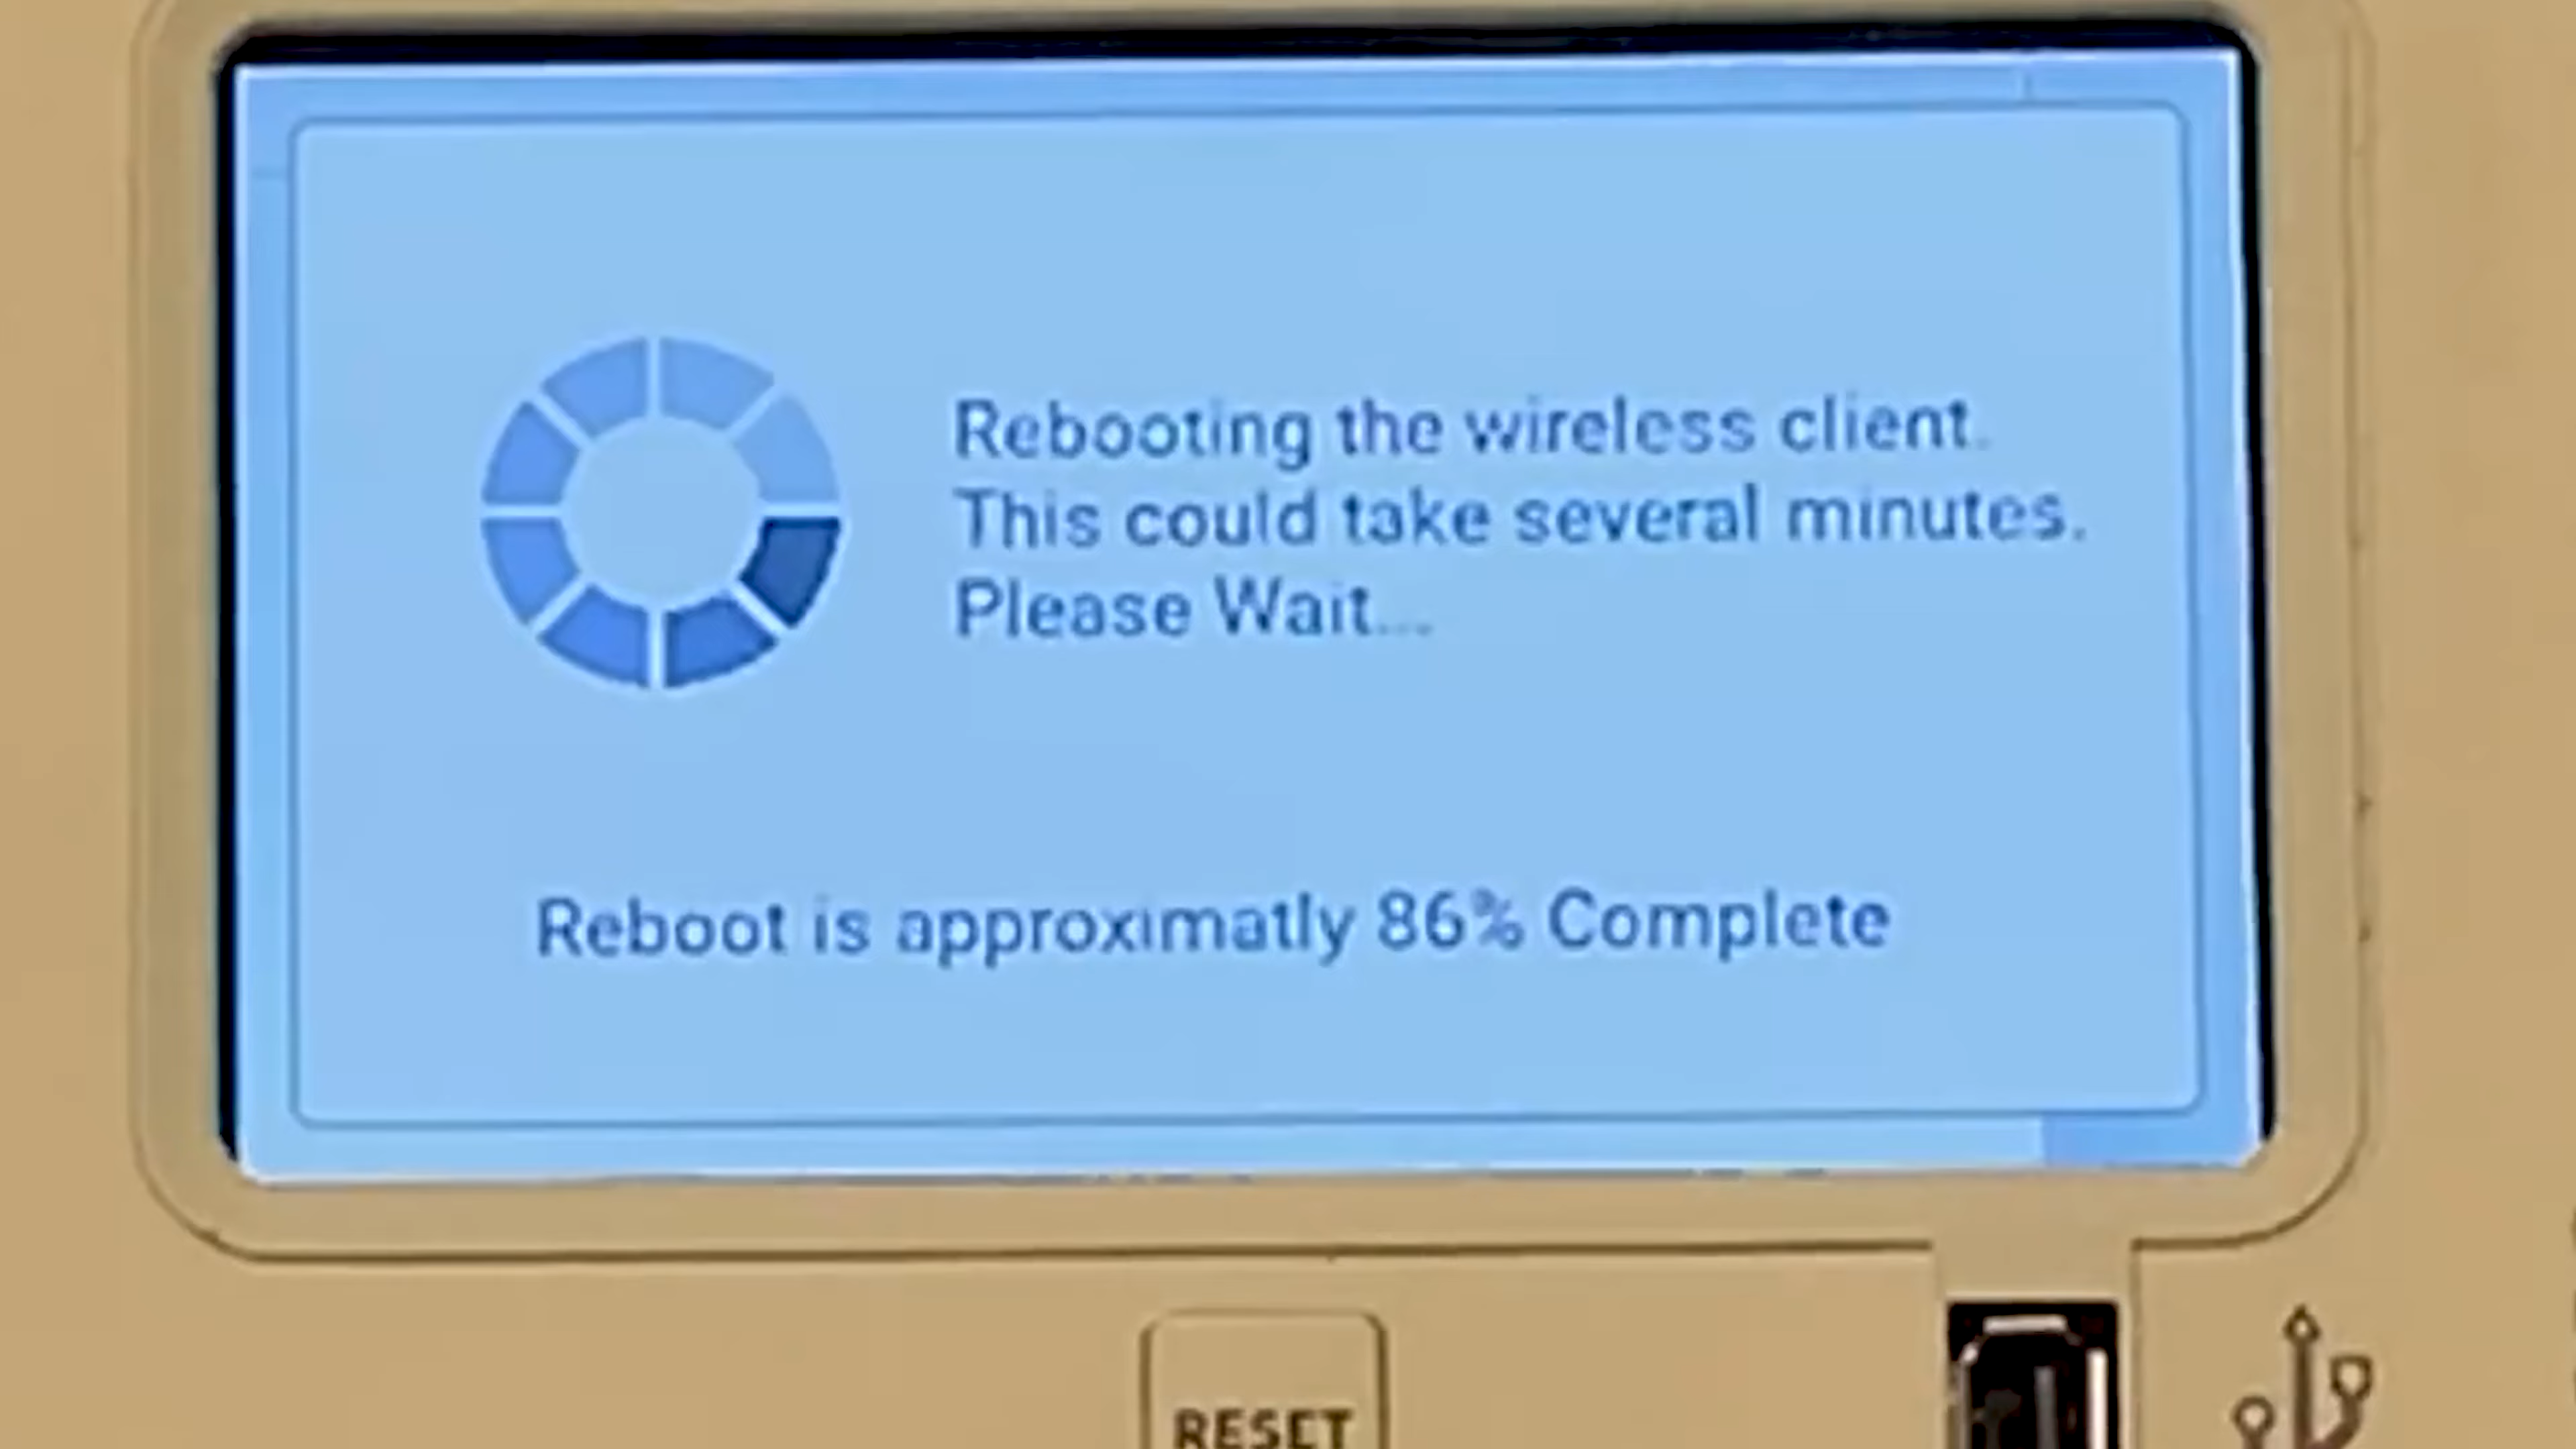 Rebooting the wireless client.
This could take several minutes.
Please Wait...
Reboot is approximatly 86% Complete
RESET